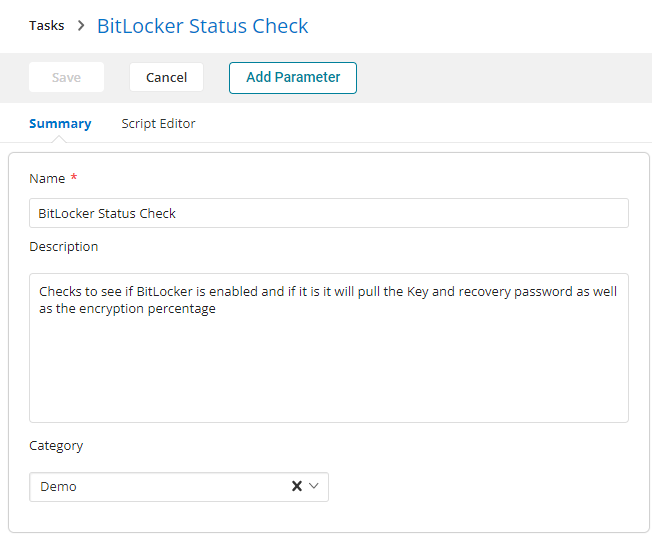 Tasks > BitLocker Status Check
Save Cancel Add Parameter
Summary Script Editor
Name *
BitLocker Status Check
Description
Checks to see if BitLocker is enabled and if it is it will pull the Key and recovery password as well
as the encryption percentage
Category
Demo